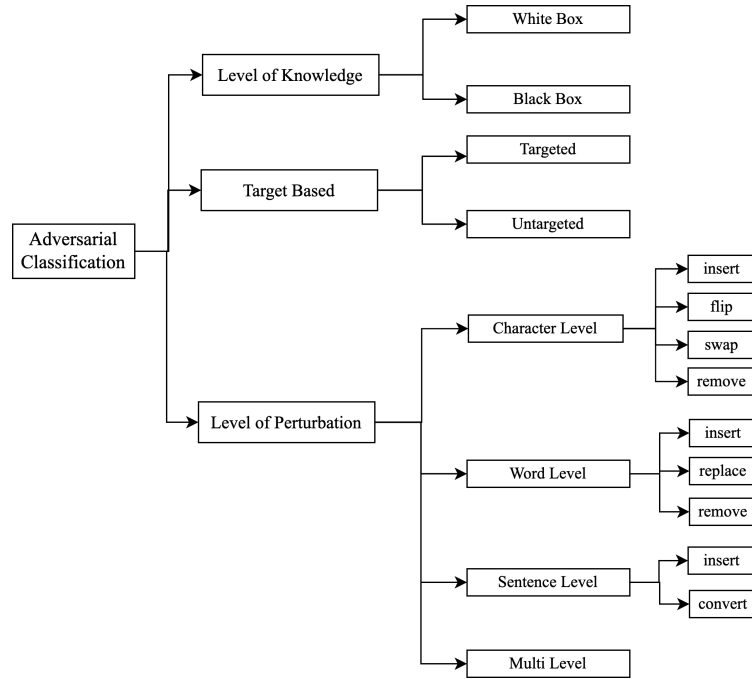 White Box
Level of Knowledge
Black Box
Targeted
Target Based
Untargeted
Adversarial
Classification
insert
flip
Character Level
swap
remove
Level of Perturbation
insert
Word Level
replace
remove
insert
Sentence Level
convert
Multi Level